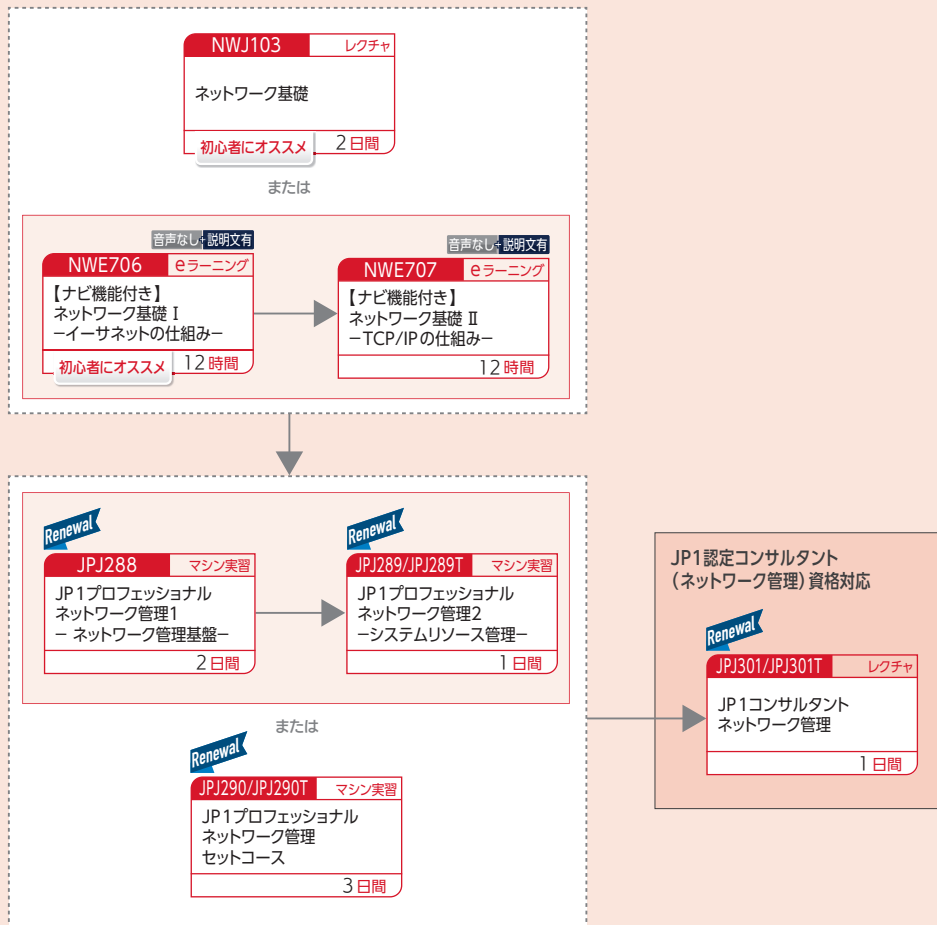 NWJ103 レクチャ
ネットワーク基礎
初心者にオススメ 2日間
または
音声なし+説明文有
NWE706 eラーニング
【ナビ機能付き】
ネットワーク基礎 Ⅰ
−イーサネットの仕組み−
初心者にオススメ 12時間
音声なし+説明文有
NWE707 eラーニング
【ナビ機能付き】
ネットワーク基礎 Ⅱ
−TCP/IPの仕組み−
12時間
Renewal
JPJ288 マシン実習
JP1プロフェッショナル
ネットワーク管理1
− ネットワーク管理基盤−
2日間
Renewal
JPJ289/JPJ289T マシン実習
JP1プロフェッショナル
ネットワーク管理2
−システムリソース管理−
1日間
または
Renewal
JPJ290/JPJ290T マシン実習
JP1プロフェッショナル
ネットワーク管理
セットコース
3日間
JP1認定コンサルタント
（ネットワーク管理）資格対応
Renewal
JPJ301/JPJ301T レクチャ
JP1コンサルタント
ネットワーク管理
1日間